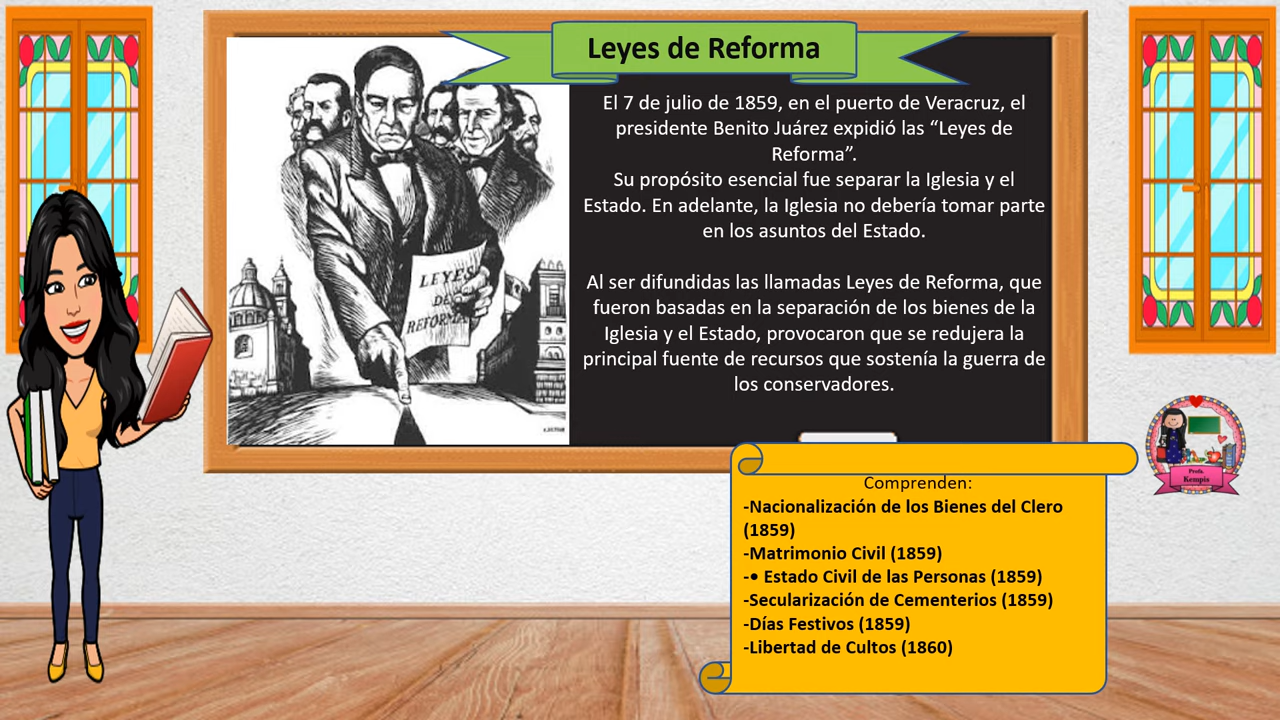 Leyes de Reforma
El 7 de julio de 1859, en el puerto de Veracruz, el
presidente Benito Juárez expidió las “Leyes de
Reforma”.
Su propósito esencial fue separar la Iglesia y el
Estado. En adelante, la Iglesia no debería tomar parte
en los asuntos del Estado.
Al ser difundidas las llamadas Leyes de Reforma, que
fueron basadas en la separación de los bienes de la
Iglesia y el Estado, provocaron que se redujera la
principal fuente de recursos que sostenía la guerra de
los conservadores.
LEYES
DE
REFORMA
Comprenden:
-Nacionalización de los Bienes del Clero
(1859)
-Matrimonio Civil (1859)
-• Estado Civil de las Personas (1859)
-Secularización de Cementerios (1859)
-Días Festivos (1859)
-Libertad de Cultos (1860)
Profa.
Kempis